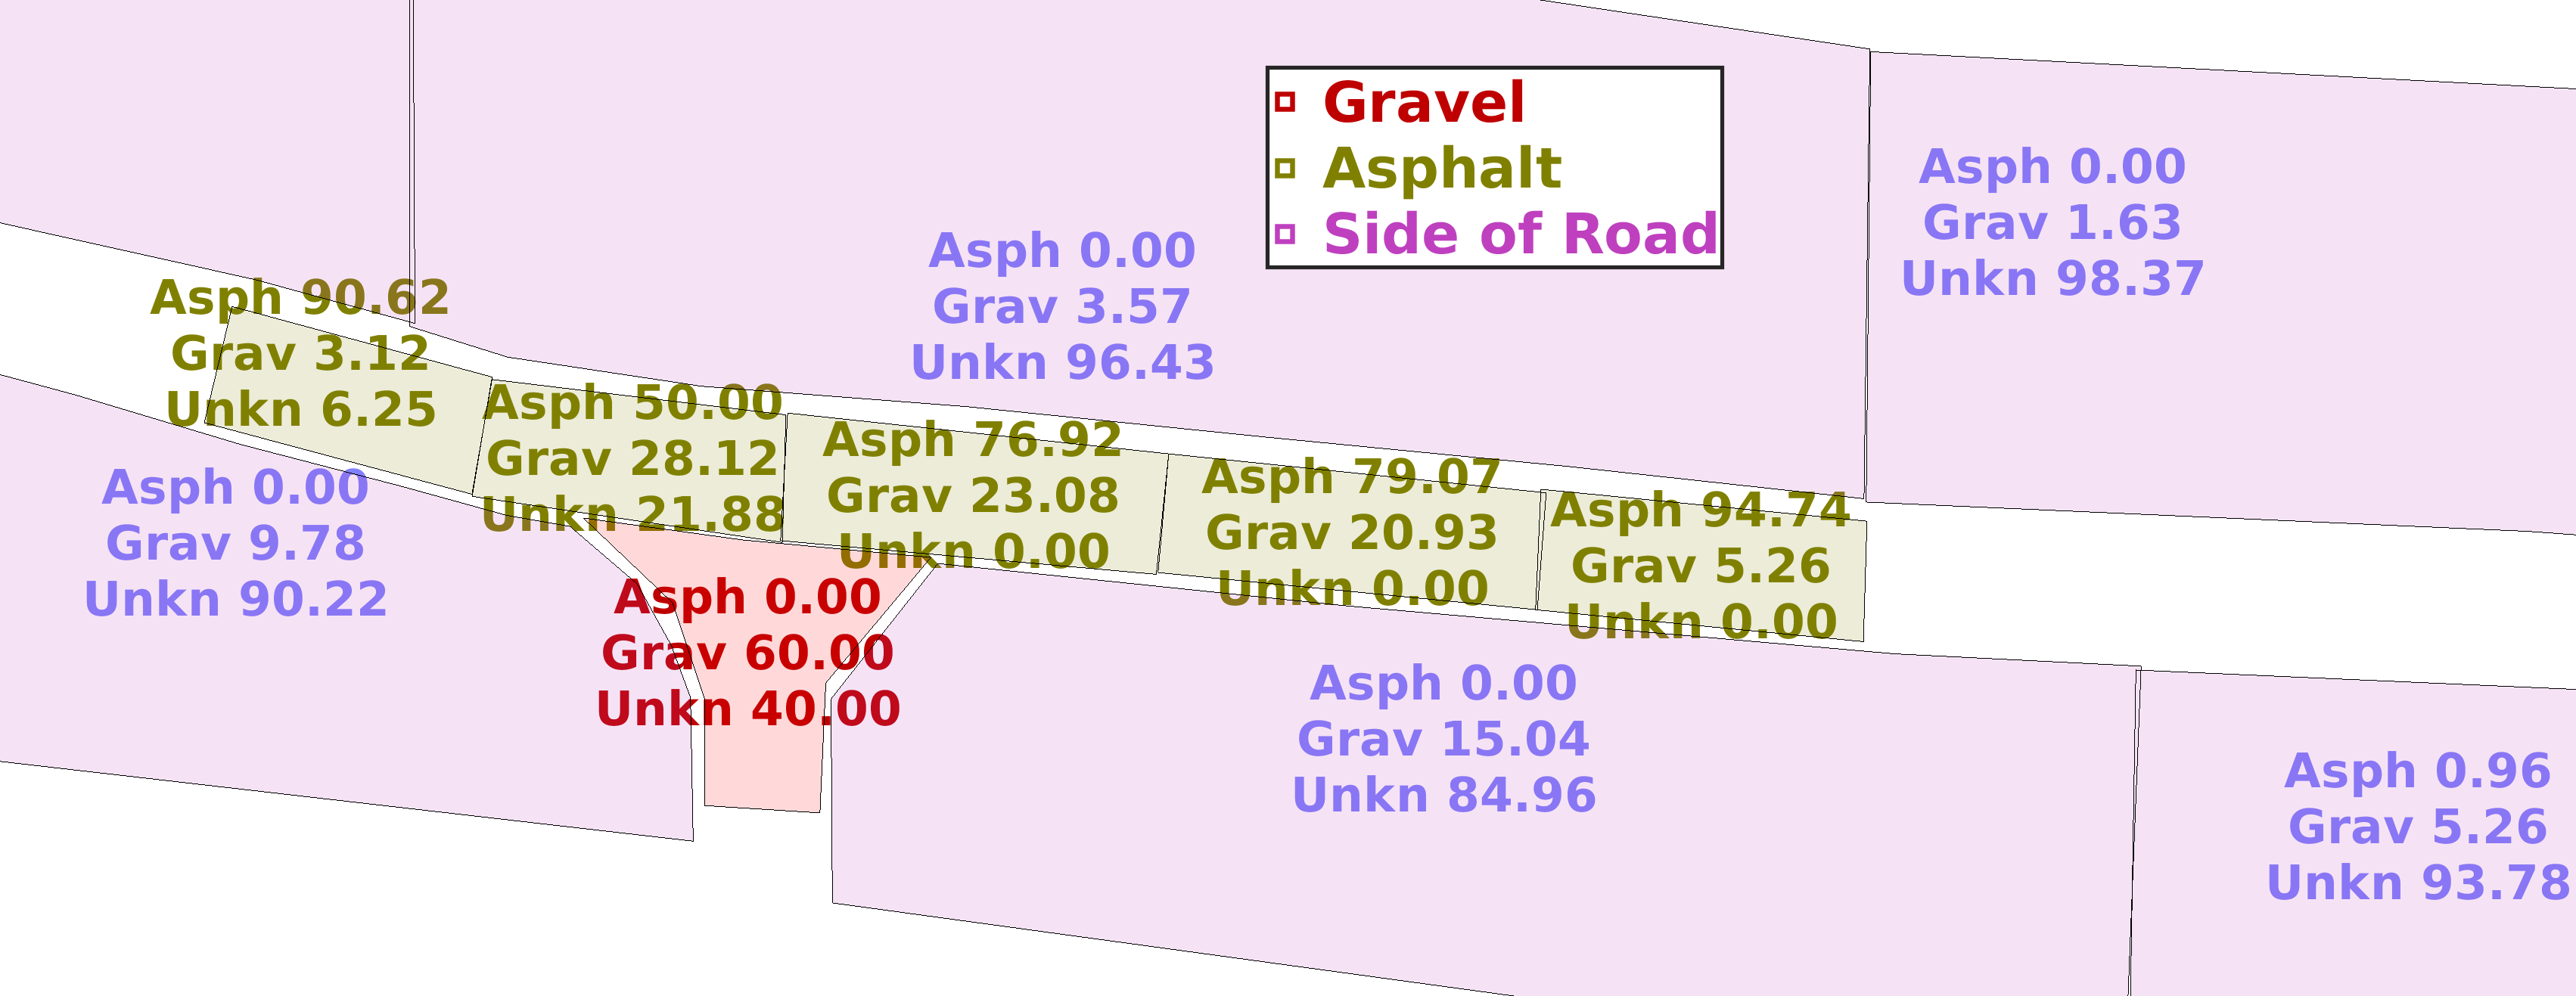 Gravel
Asphalt
Side of Road
Asph 0.00
Grav 1.63
Unkn 98.37
Asph 0.00
Grav 3.57
Unkn 96.43
Asph 90.62
Grav 3.12
Unkn 6.25
Asph 50.00
Grav 28.12
Unkn 21.88
Asph 76.92
Grav 23.08
Unkn 0.00
Asph 79.07
Grav 20.93
Unkn 0.00
Asph 94.74
Grav 5.26
Unkn 0.00
Asph 0.00
Grav 9.78
Unkn 90.22
Asph 0.00
Grav 60.00
Unkn 40.00
Asph 0.00
Grav 15.04
Unkn 84.96
Asph 0.96
Grav 5.26
Unkn 93.78